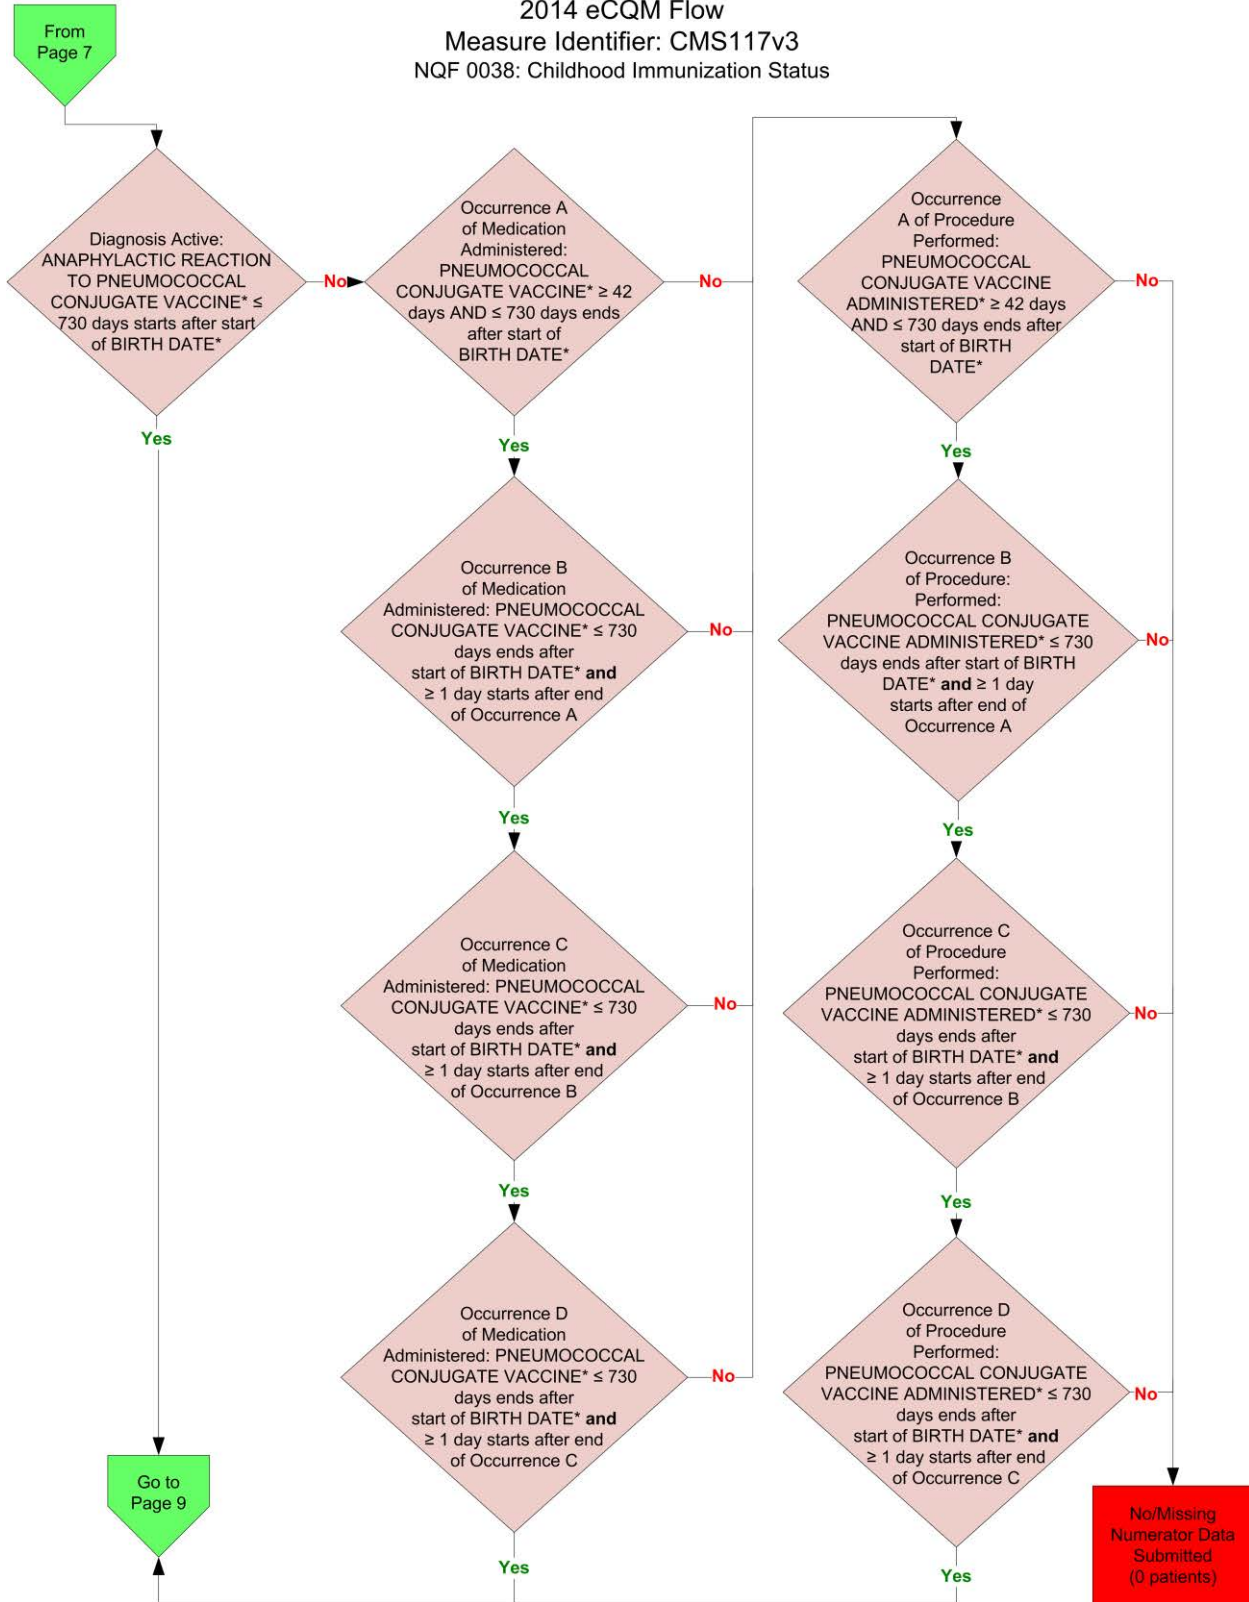 2014 eCQM Flow
Measure Identifier: CMS117v3
NQF 0038: Childhood Immunization Status
From
Page 7
Diagnosis Active:
ANAPHYLACTIC REACTION
TO PNEUMOCOCCAL
CONJUGATE VACCINE* ≤
730 days starts after start
of BIRTH DATE*
No
Yes
Occurrence A
of Medication
Administered:
PNEUMOCOCCAL
CONJUGATE VACCINE* ≥ 42
days AND ≤ 730 days ends
after start of
BIRTH DATE*
No
Yes
Occurrence B
of Medication
Administered: PNEUMOCOCCAL
CONJUGATE VACCINE* ≤ 730
days ends after
start of BIRTH DATE* and
≥ 1 day starts after end
of Occurrence A
No
Yes
Occurrence C
of Medication
Administered: PNEUMOCOCCAL
CONJUGATE VACCINE* ≤ 730
days ends after
start of BIRTH DATE* and
≥ 1 day starts after end
of Occurrence B
No
Yes
Occurrence D
of Medication
Administered: PNEUMOCOCCAL
CONJUGATE VACCINE* ≤ 730
days ends after
start of BIRTH DATE* and
≥ 1 day starts after end
of Occurrence C
No
Yes
Occurrence
A of Procedure
Performed:
PNEUMOCOCCAL
CONJUGATE VACCINE
ADMINISTERED* ≥ 42 days
AND ≤ 730 days ends after
start of BIRTH
DATE*
No
Yes
Occurrence B
of Procedure:
Performed:
PNEUMOCOCCAL CONJUGATE
VACCINE ADMINISTERED* ≤ 730
days ends after start of BIRTH
DATE* and ≥ 1 day
starts after end of
Occurrence A
No
Yes
Occurrence C
of Procedure
Performed:
PNEUMOCOCCAL CONJUGATE
VACCINE ADMINISTERED* ≤ 730
days ends after
start of BIRTH DATE* and
≥ 1 day starts after end
of Occurrence B
No
Yes
Occurrence D
of Procedure
Performed:
PNEUMOCOCCAL CONJUGATE
VACCINE ADMINISTERED* ≤ 730
days ends after
start of BIRTH DATE* and
≥ 1 day starts after end
of Occurrence C
No
Yes
Go to
Page 9
No/Missing
Numerator Data
Submitted
(0 patients)